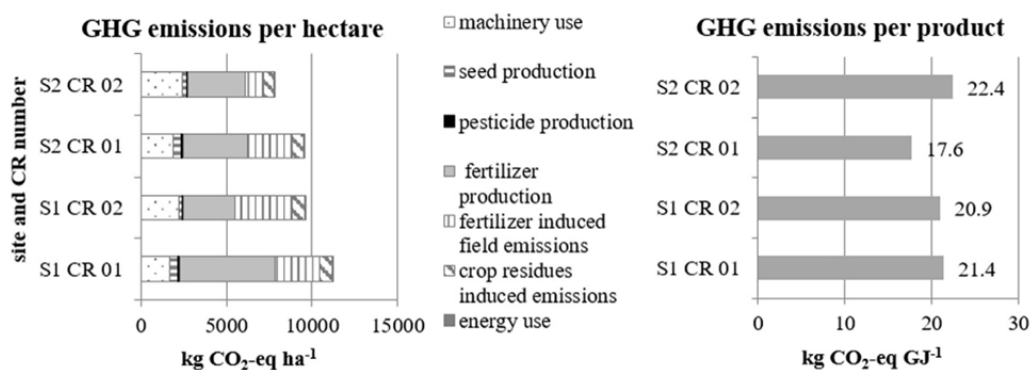 GHG emissions per hectare
site and CR number
S2 CR 02
S2 CR 01
S1 CR 02
S1 CR 01
0 5000 10000 15000
kg CO₂-eq ha⁻¹
machinery use
seed production
pesticide production
fertilizer
production
fertilizer induced
field emissions
crop residues
induced emissions
energy use
GHG emissions per product
S2 CR 02
22.4
S2 CR 01
17.6
S1 CR 02
20.9
S1 CR 01
21.4
0 10 20 30
kg CO₂-eq GJ⁻¹